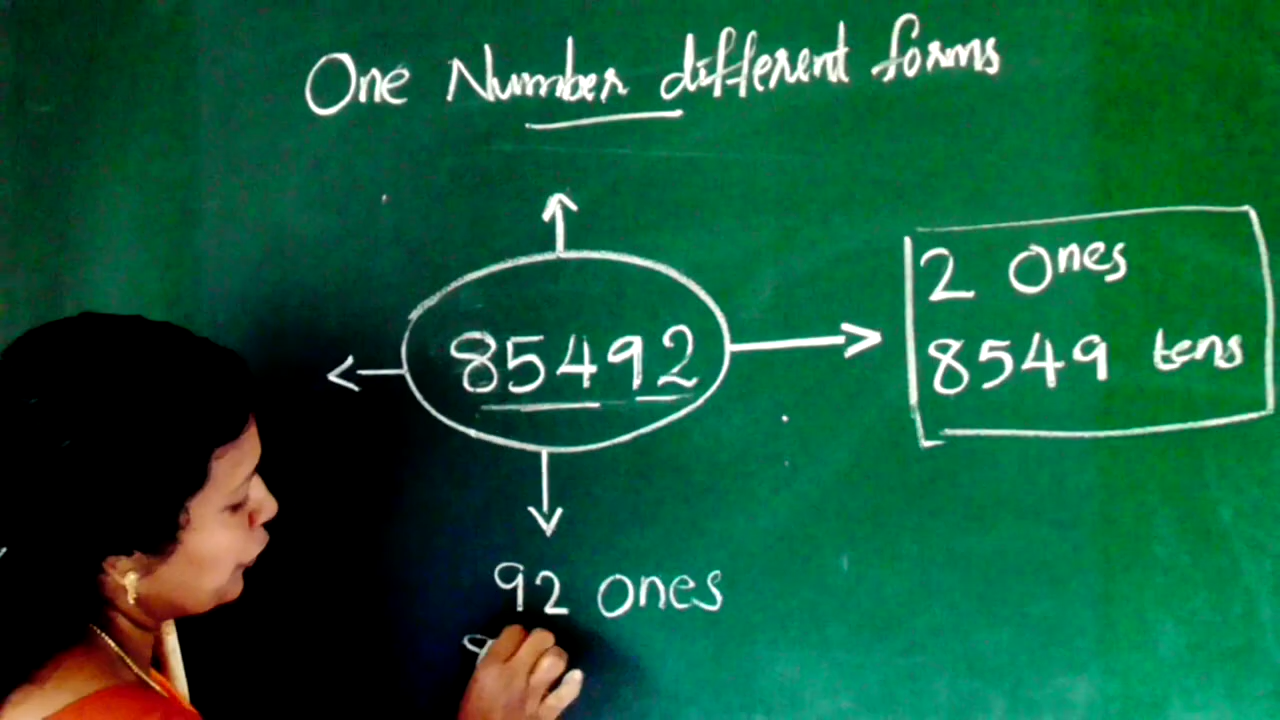 One Number different forms
85492
2 Ones
8549 tens
92 ones